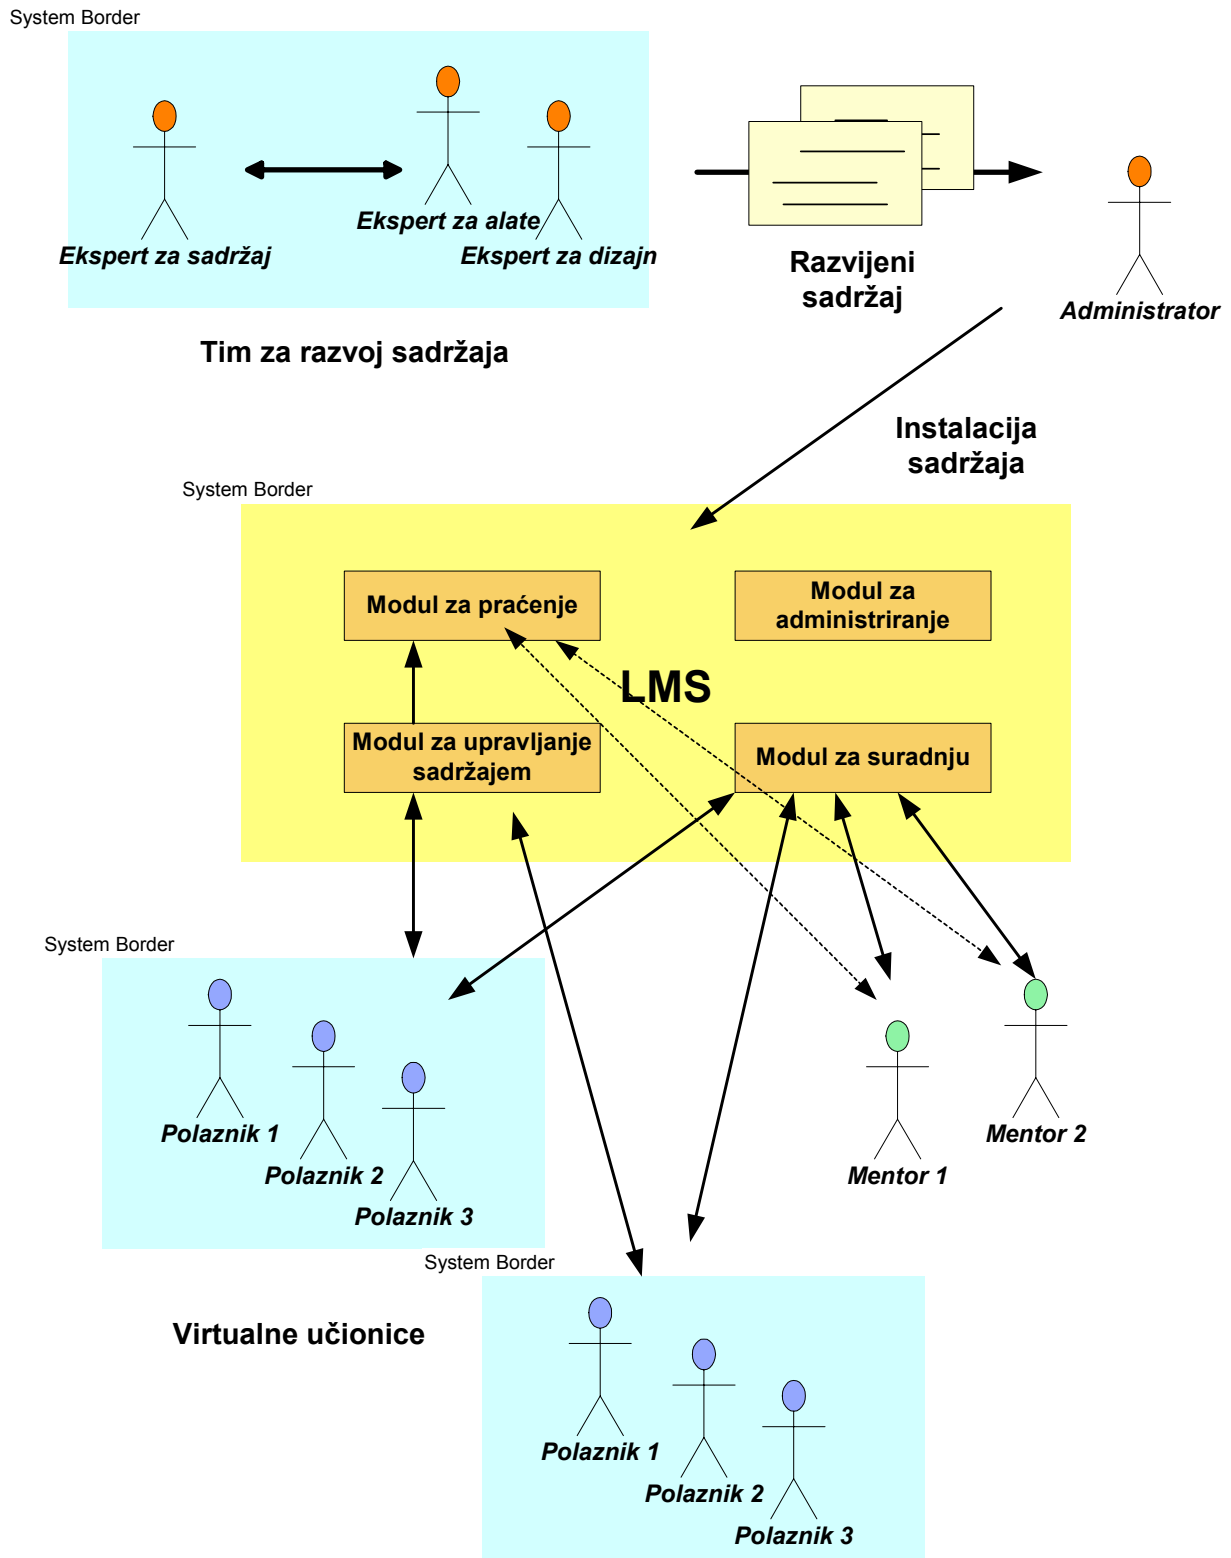 System Border
Ekspert za alate
Ekspert za sadržaj
Ekspert za dizajn
Razvijeni
sadržaj
Administrator
Tim za razvoj sadržaja
Instalacija
sadržaja
System Border
Modul za praćenje
Modul za
administriranje
LMS
Modul za upravljanje
sadržajem
Modul za suradnju
System Border
Polaznik 1
Polaznik 2
Polaznik 3
Mentor 2
Mentor 1
System Border
Virtualne učionice
Polaznik 1
Polaznik 2
Polaznik 3